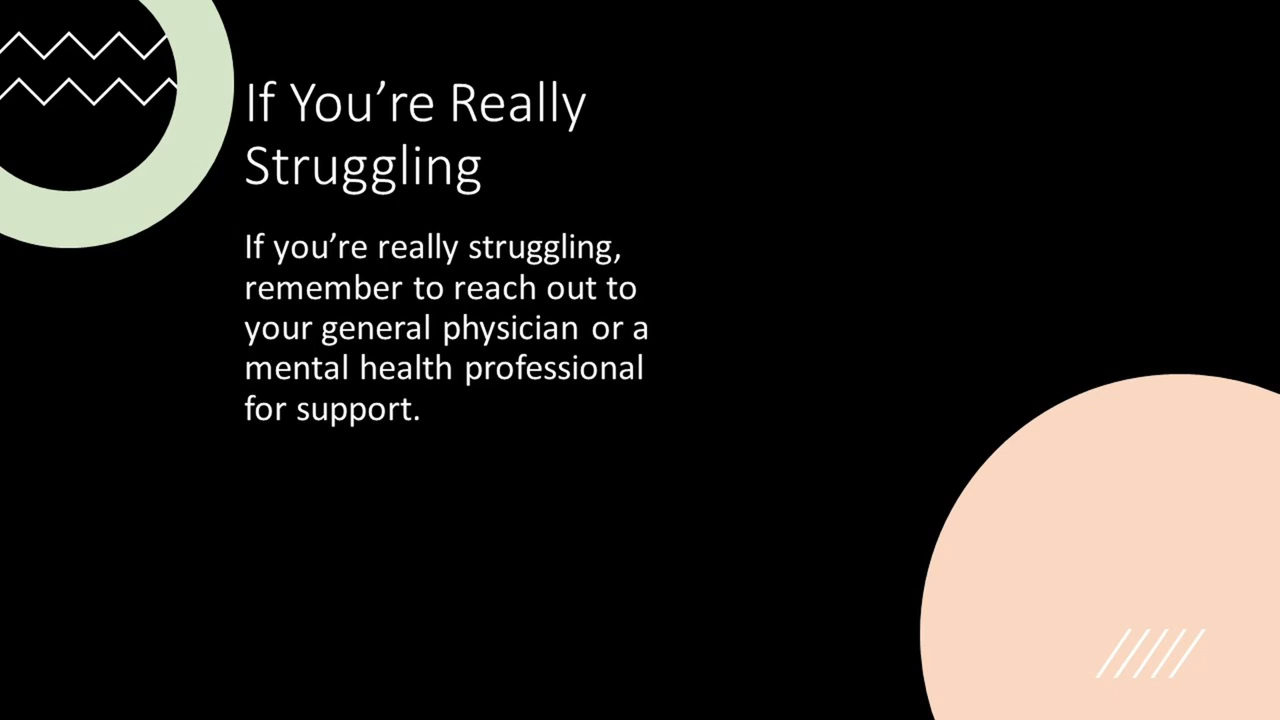 If You’re Really
Struggling
If you’re really struggling,
remember to reach out to
your general physician or a
mental health professional
for support.